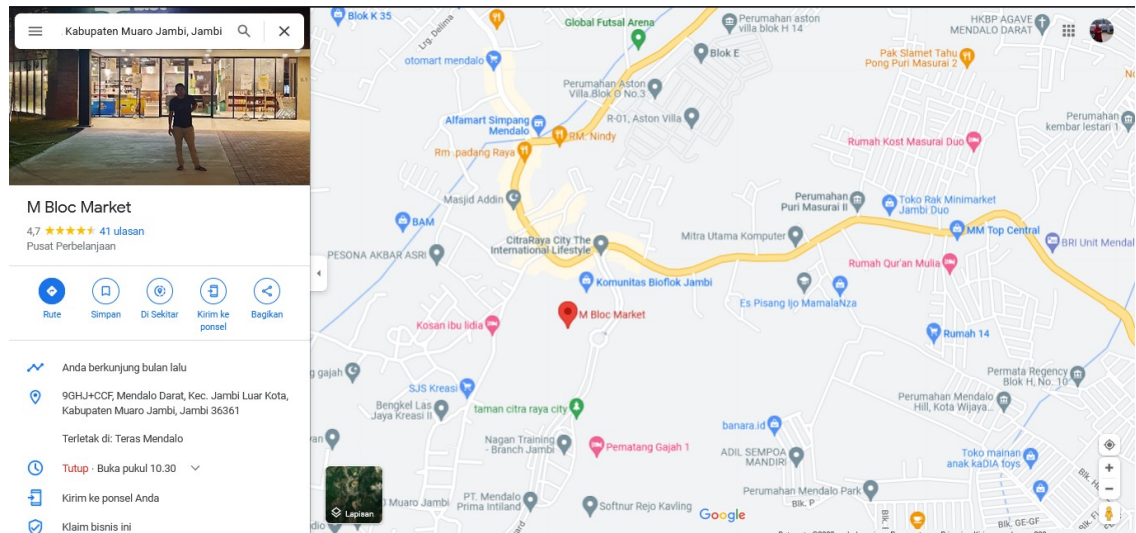 Kabupaten Muaro Jambi, Jambi
M Bloc Market
4,7
41 ulasan
Pusat Perbelanjaan
Rute
Simpan
Di Sekitar
Kirim ke
ponsel
Bagikan
Anda berkunjung bulan lalu
9GHJ+CCF, Mendalo Darat, Kec. Jambi Luar Kota,
Kabupaten Muaro Jambi, Jambi 36361
Terletak di: Teras Mendalo
Tutup · Buka pukul 10.30
Kirim ke ponsel Anda
Klaim bisnis ini
Blok K 35
Lrg. Delima
Global Futsal Arena
Perumahan aston
villa blok H 14
HKBP AGAVE
MENDALO DARAT
otomart mendalo
Blok E
Pak Slamet Tahu
Pong Puri Masurai 2
Perumahan Aston
Villa.Blok O No.3
R-01, Aston Villa
Alfamart Simpang
Mendalo
RM. Nindy
Rm .padang Raya
Perumahan
kembar lestari 1
Rumah Kost Masurai Duo
Masjid Addin
Perumahan
Puri Masurai II
Toko Rak Minimarket
Jambi Duo
BAM
CitraRaya City The
International Lifestyle
Mitra Utama Komputer
MM Top Central
BRI Unit Mendal
PESONA AKBAR ASRI
Komunitas Bioflok Jambi
Rumah Qur'an Mulia
Es Pisang Ijo MamalaNza
M Bloc Market
Kosan ibu lidia
Rumah 14
g gajah
SJS Kreasi
Permata Regency
Block H, No. 10
Bengkel Las
Jaya Kreasi II
taman citra raya city
Perumahan Mendalo
Hill, Kota Wijaya...
banara.id
Nagan Training
- Branch Jambi
Pematang Gajah 1
ADIL SEMPOA
MANDIRI
Toko mainan
anak kaDIA toys
Lapisan
Muaro Jambi
PT. Mendalo
Prima Intiland
Softnur Rejo Kavling
Perumahan Mendalo Park
Blk. P
Google
Blk. GE-GF